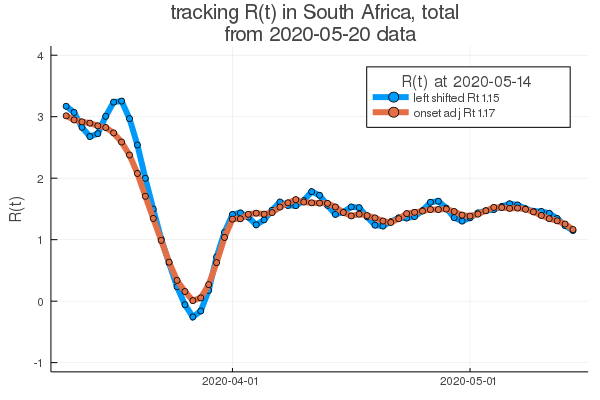 tracking R(t) in South Africa, total
from 2020-05-20 data
R(t) at 2020-05-14
left shifted Rt 1.15
onset adj Rt 1.17
R(t)
4
3
2
1
0
-1
2020-04-01
2020-05-01